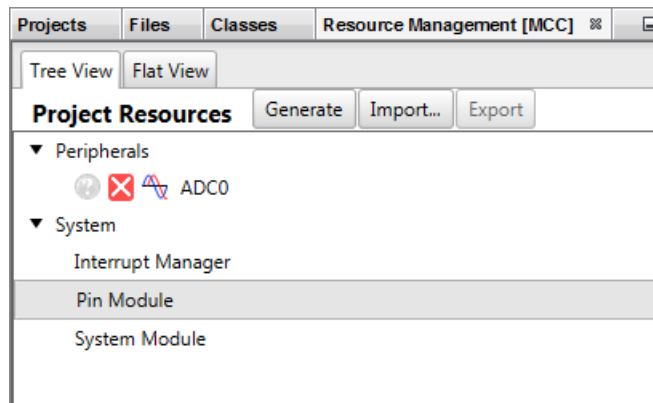 Projects Files Classes Resource Management [MCC]
Tree View Flat View
Project Resources Generate Import... Export
Peripherals
ADC0
System
Interrupt Manager
Pin Module
System Module